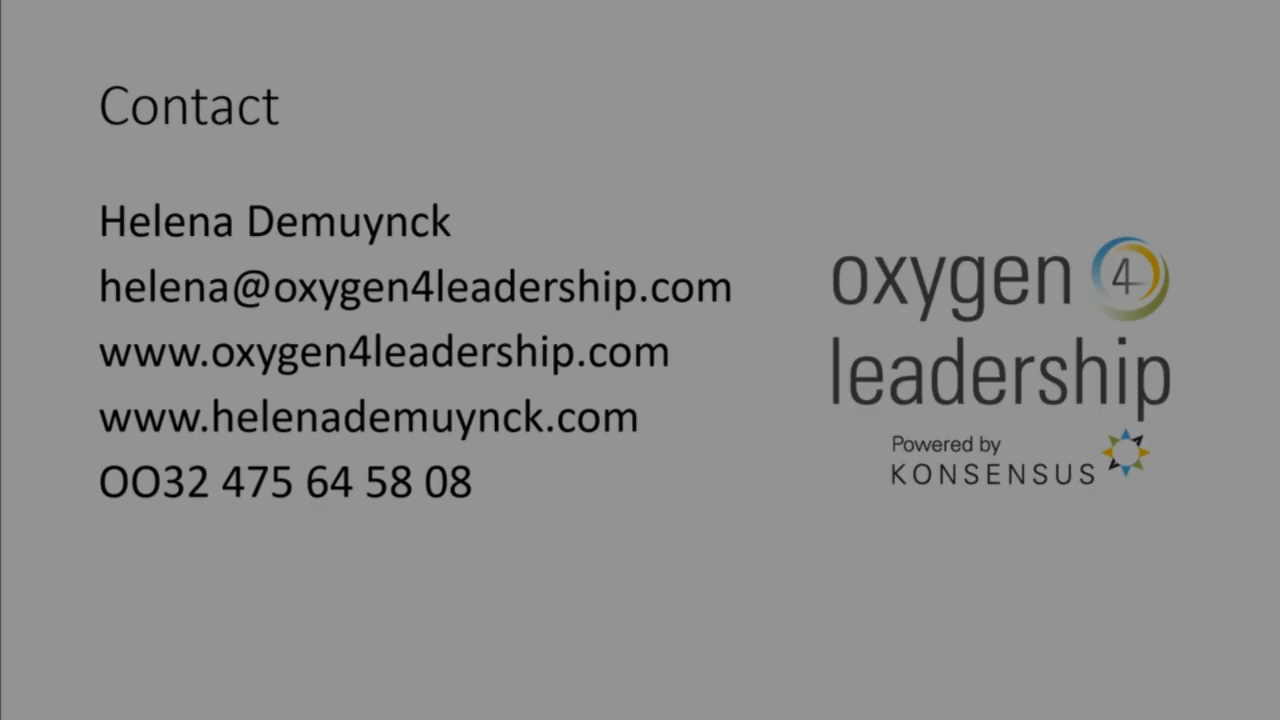 Contact
Helena Demuynck
helena@oxygen4leadership.com
www.oxygen4leadership.com
www.helenademuynck.com
OO32 475 64 58 08
oxygen 4
leadership
Powered by
KONSENSUS